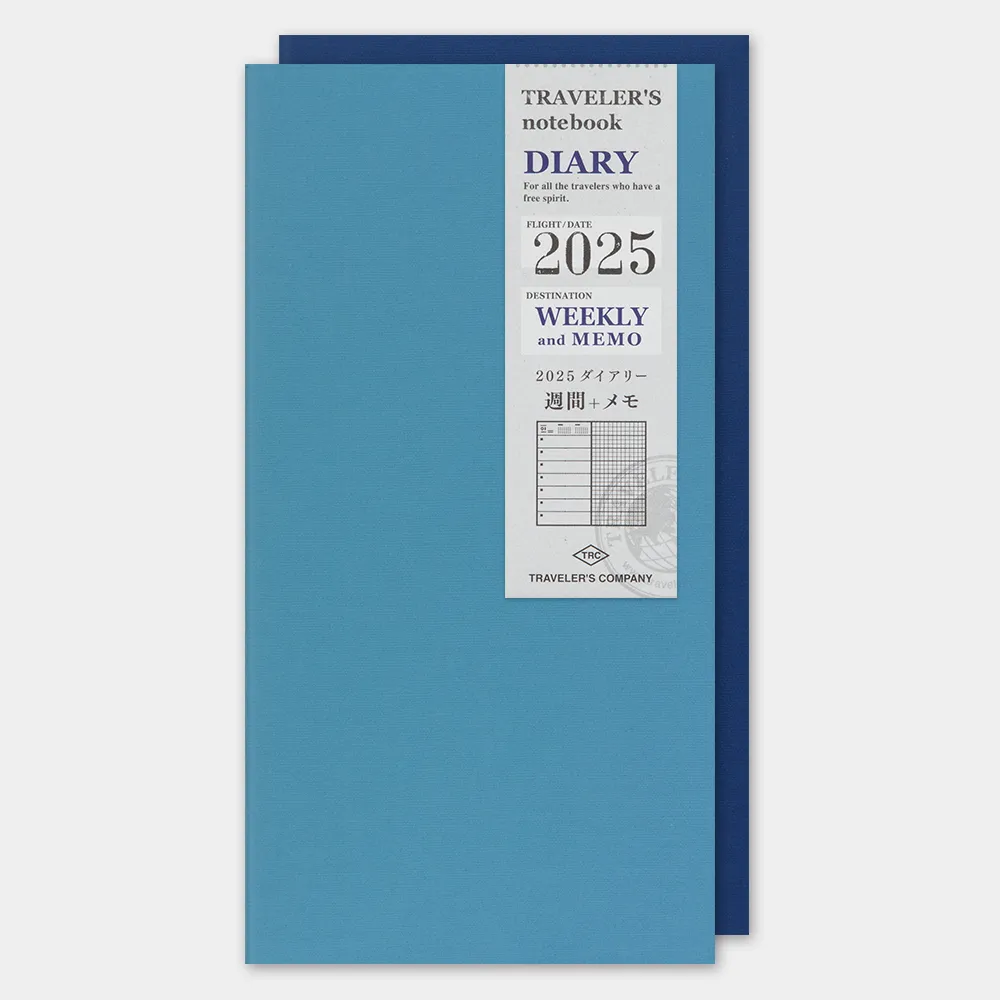 TRAVELER'S
notebook
DIARY
For all the travelers who have a
free spirit.
FLIGHT/DATE
2025
DESTINATION
WEEKLY
and MEMO
2025 ダイアリー
週間+メモ
TRC
TRAVELER'S COMPANY